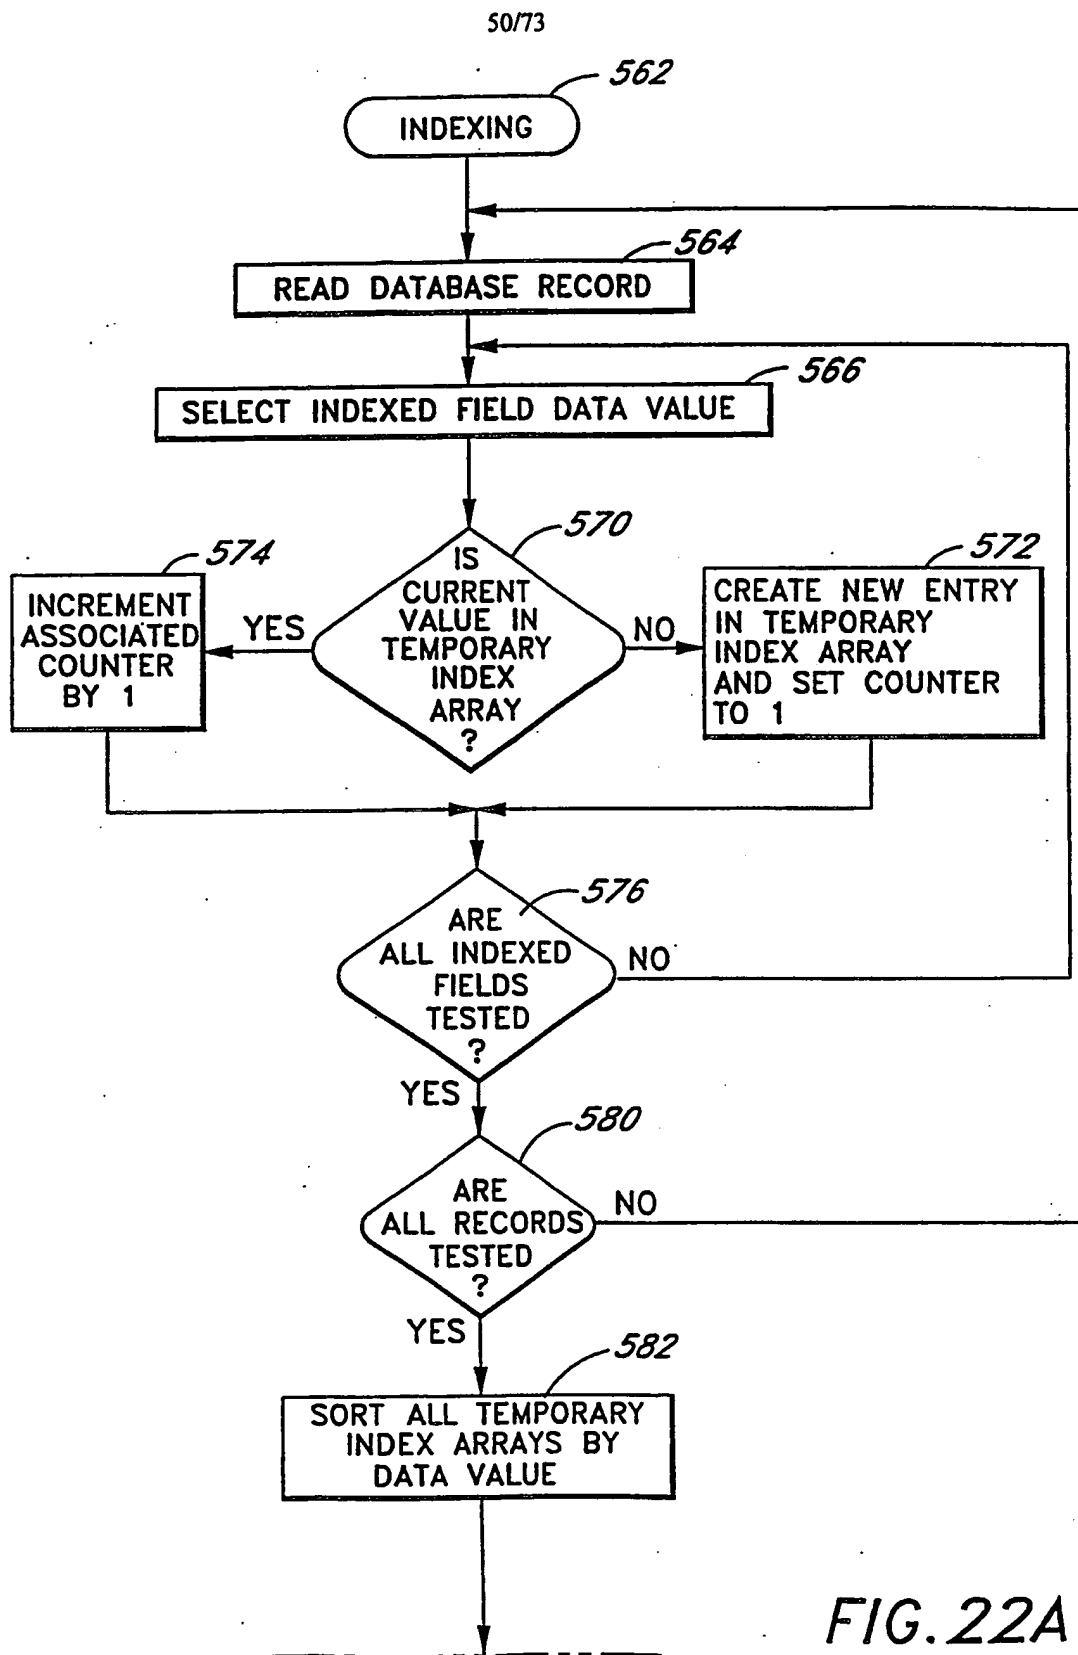 50/73
562
INDEXING
564
READ DATABASE RECORD
566
SELECT INDEXED FIELD DATA VALUE
570
IS
CURRENT
VALUE IN
TEMPORARY
INDEX
ARRAY
?
574
INCREMENT
ASSOCIATED
COUNTER
BY 1
YES
NO
572
CREATE NEW ENTRY
IN TEMPORARY
INDEX ARRAY
AND SET COUNTER
TO 1
576
ARE
ALL INDEXED
FIELDS
TESTED
?
NO
YES
580
ARE
ALL RECORDS
TESTED
?
NO
YES
582
SORT ALL TEMPORARY
INDEX ARRAYS BY
DATA VALUE
FIG.22A